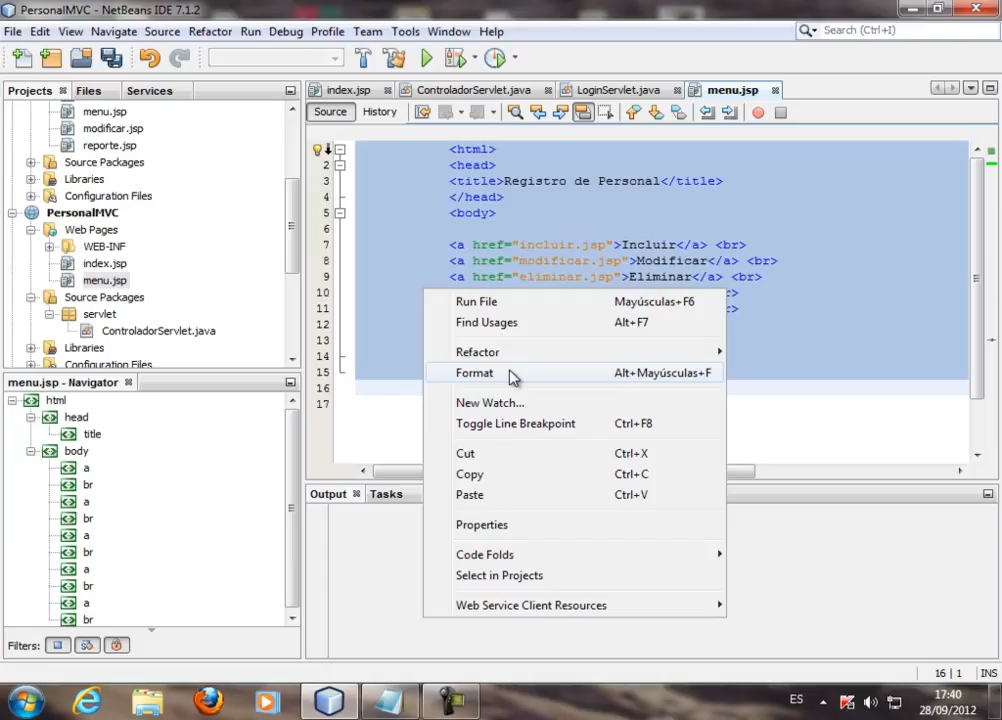 PersonalMVC - NetBeans IDE 7.1.2
File Edit View Navigate Source Refactor Run Debug Profile Team Tools Window Help
Search (Ctrl+I)
Projects Files Services
index.jsp ControladorServlet.java LoginServlet.java menu.jsp
Source History
menu.jsp
modificar.jsp
reporte.jsp
Source Packages
Libraries
Configuration Files
PersonalMVC
Web Pages
WEB-INF
index.jsp
menu.jsp
Source Packages
servlet
ControladorServlet.java
Libraries
Configuration Files
<html>
2 <head>
3 <title>Registro de Personal</title>
4 </head>
5 <body>
6
7 <a href="incluir.jsp">Incluir</a> <br>
8 <a href="modificar.jsp">Modificar</a> <br>
9 <a href="eliminar.jsp">Eliminar</a> <br>
10 r>
11 r>
12
13
14
15
16
17
Run File Mayúsculas+F6
Find Usages Alt+F7
Refactor
Format Alt+Mayúsculas+F
New Watch...
Toggle Line Breakpoint Ctrl+F8
Cut Ctrl+X
Copy Ctrl+C
Paste Ctrl+V
Properties
Code Folds
Select in Projects
Web Service Client Resources
menu.jsp - Navigator
html
head
title
body
a
br
a
br
a
br
a
br
a
br
Filters:
Output Tasks
16 | 1 INS
ES
17:40
28/09/2012